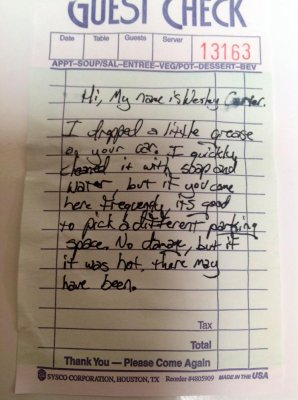 GUEST CHECK
Date Table Guests Server
13163
APPT-SOUP/SAL-ENTREE-VEG/POT-DESSERT-BEV
Hi, My name is Wesley
I dropped a little grease
on your car. I quickly
cleaned it with soap and
water, but if you come
here frequently, it's good
to pick a different parking
space. No damage, but if
it was hot, there may
have been.
Tax
Total
Thank You — Please Come Again
SYSCO CORPORATION, HOUSTON, TX Reorder #4805909 MADE IN THE USA